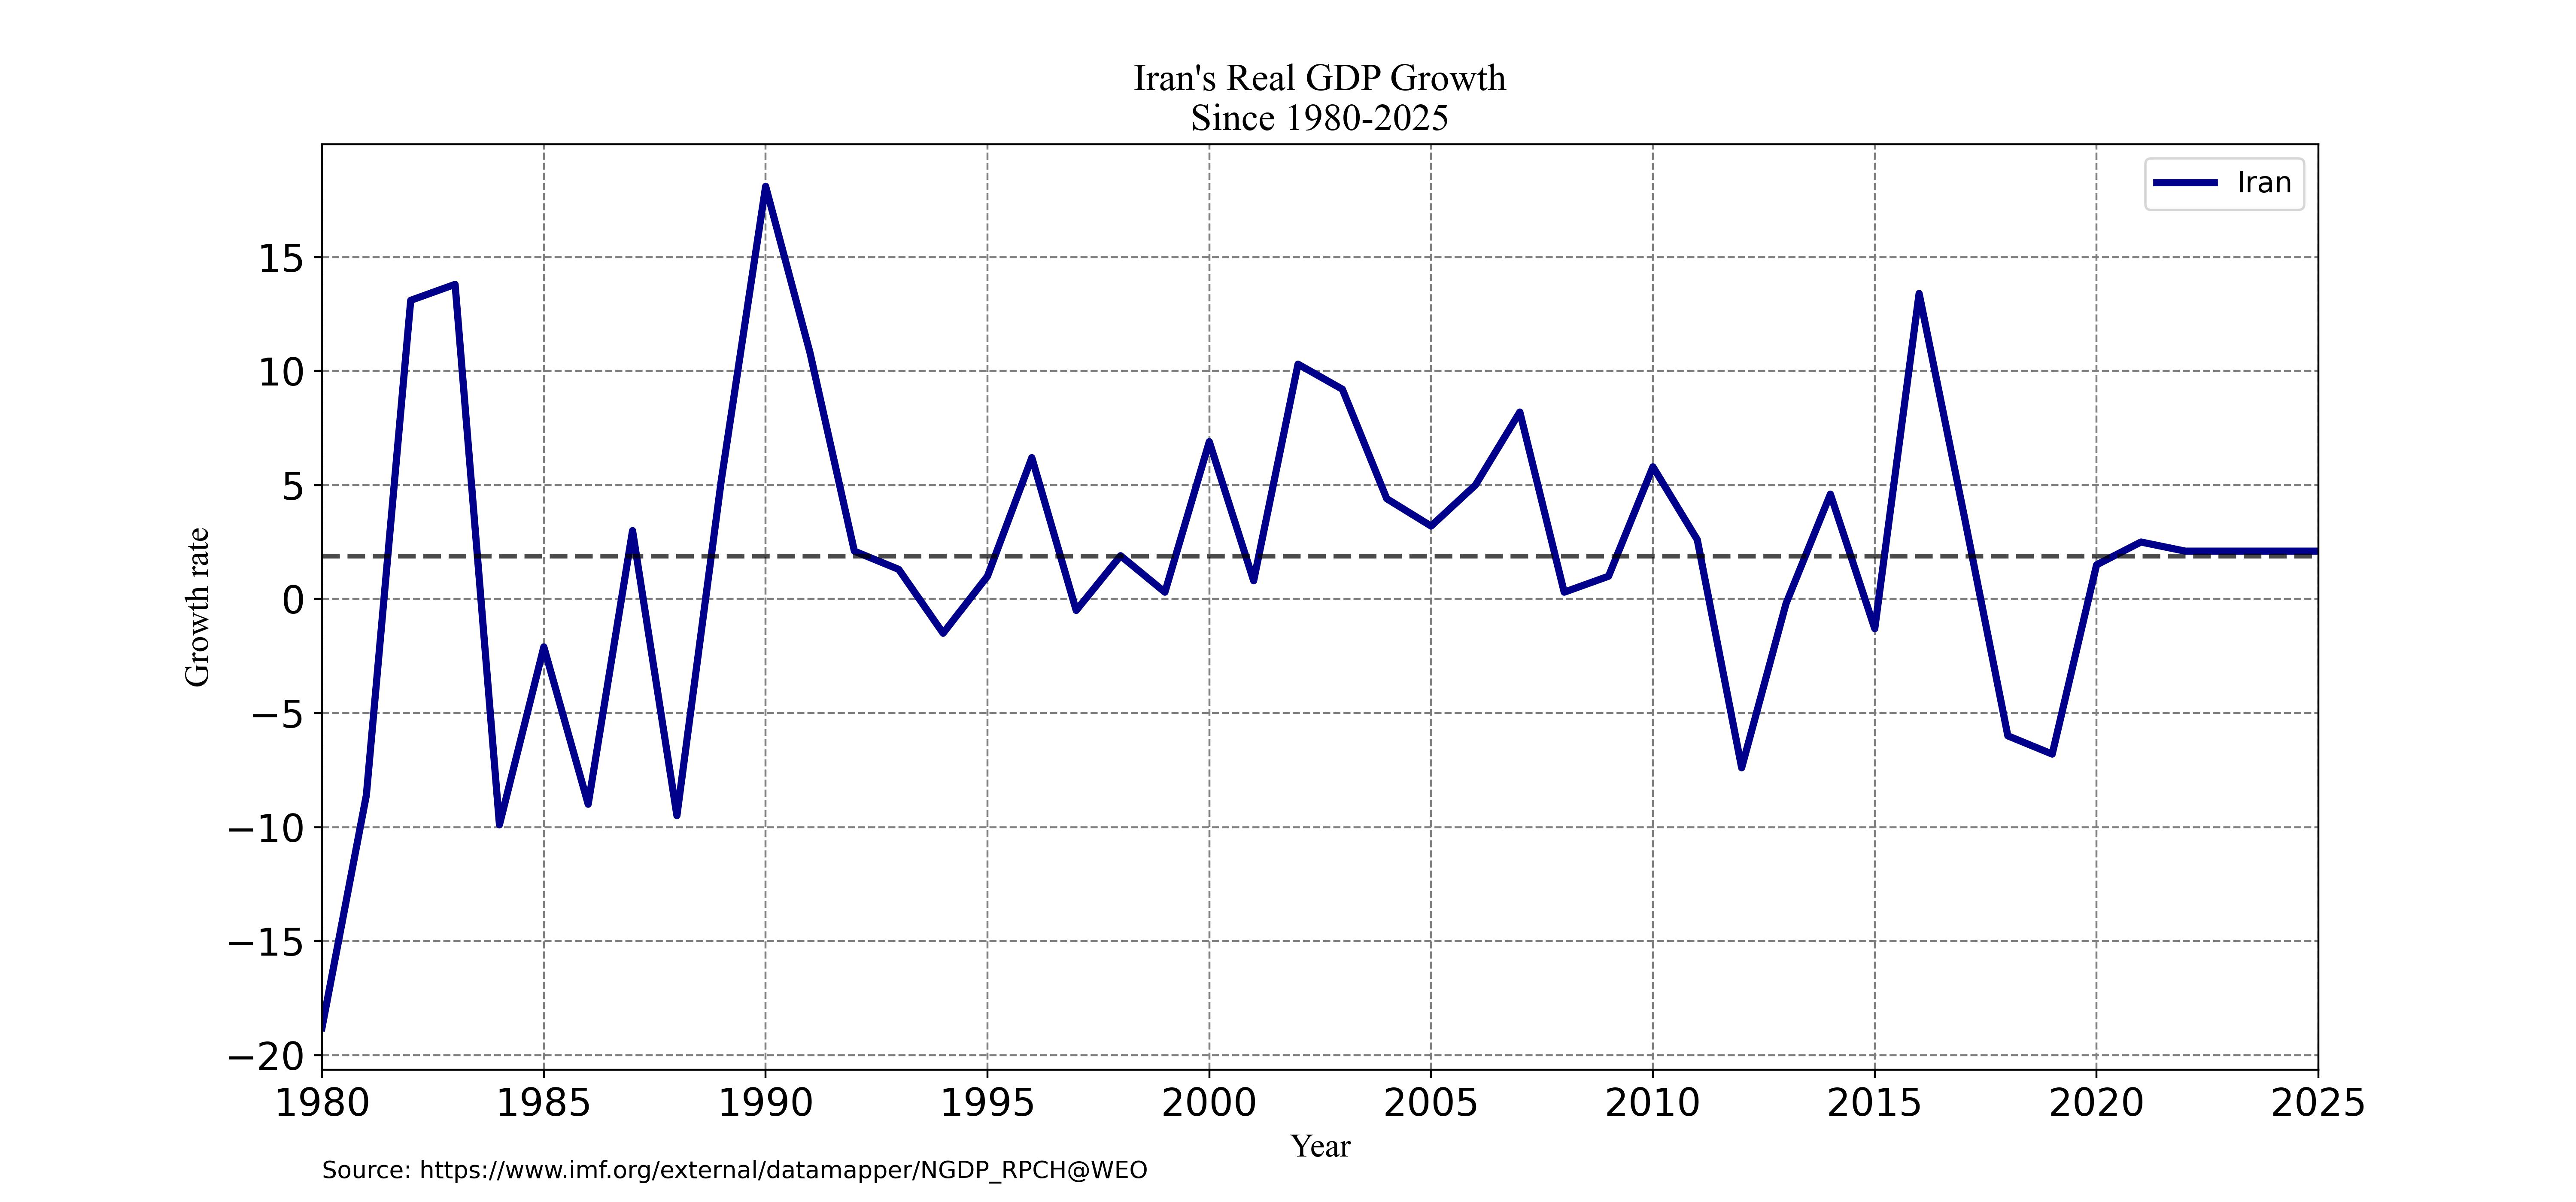 Iran's Real GDP Growth
Since 1980-2025
Iran
Growth rate
15
10
5
0
−5
−10
−15
−20
1980 1985 1990 1995 2000 2005 2010 2015 2020 2025
Year
Source: https://www.imf.org/external/datamapper/NGDP_RPCH@WEO